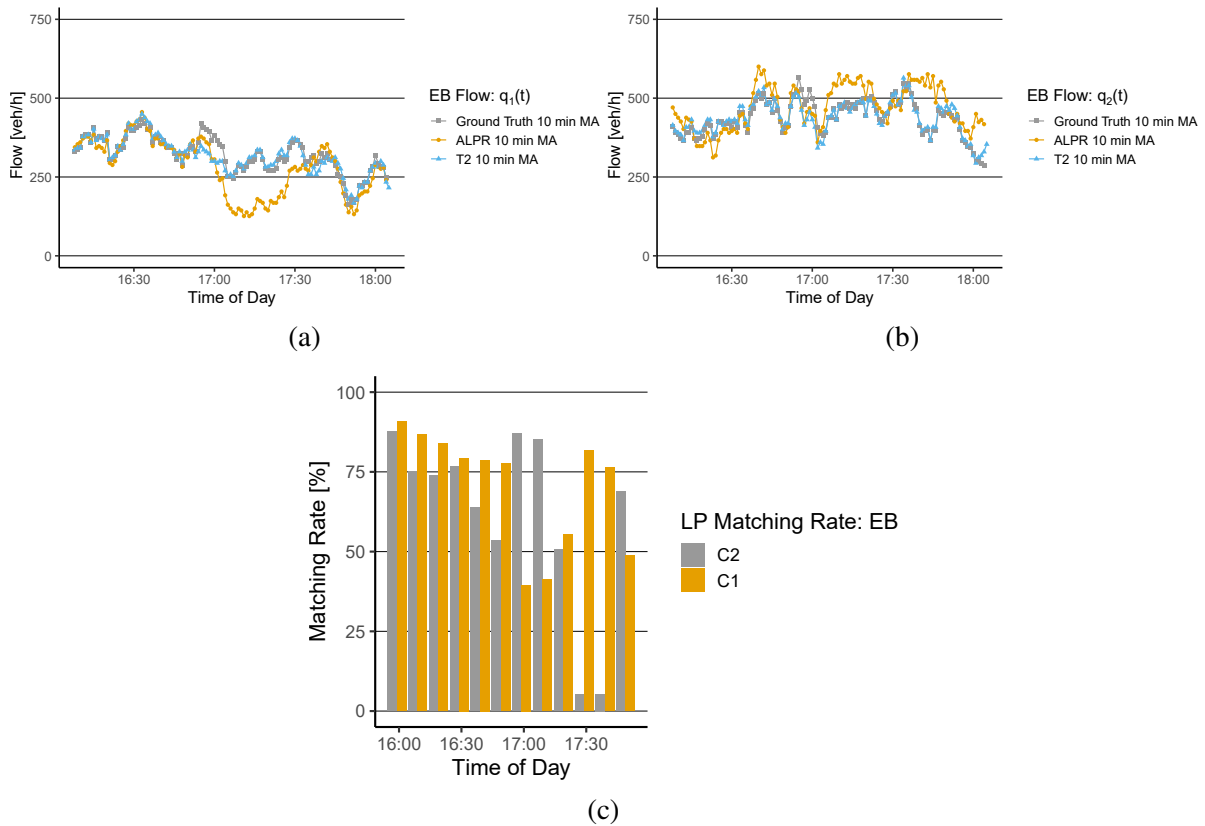 750
500
250
0
Flow [veh/h]
16:30 17:00 17:30 18:00
Time of Day
EB Flow: q₁(t)
Ground Truth 10 min MA
ALPR 10 min MA
T2 10 min MA
(a)
750
500
250
0
Flow [veh/h]
16:30 17:00 17:30 18:00
Time of Day
EB Flow: q₂(t)
Ground Truth 10 min MA
ALPR 10 min MA
T2 10 min MA
(b)
100
75
50
25
0
Matching Rate [%]
16:00 16:30 17:00 17:30
Time of Day
LP Matching Rate: EB
C2
C1
(c)